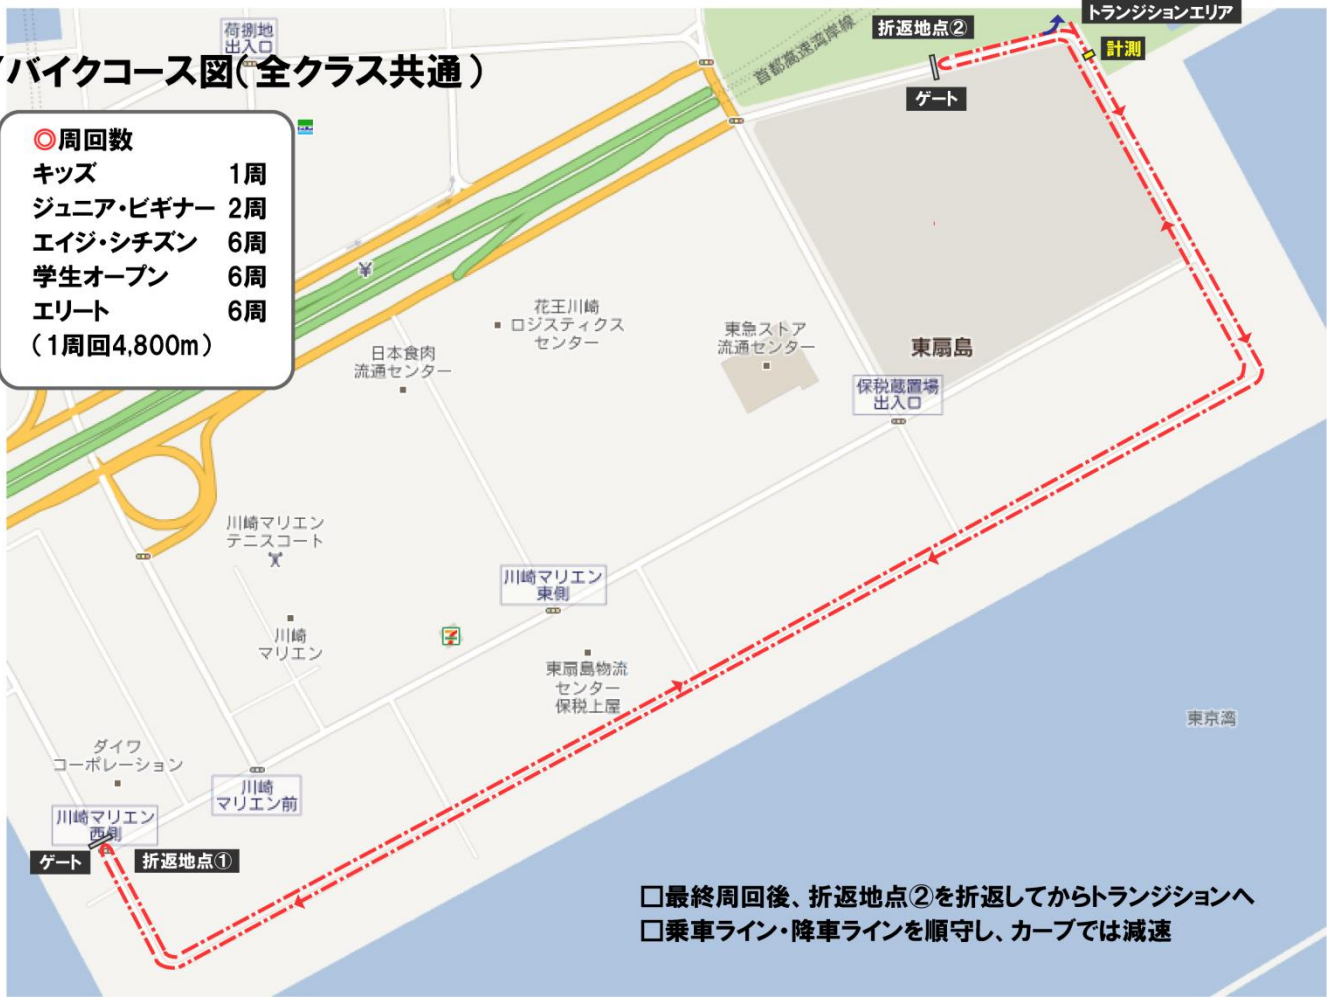 トランジションエリア
折返地点②
計測
荷捌地
出入口
首都高速湾岸線
バイクコース図(全クラス共通)
ゲート
◎周回数
キッズ 1周
ジュニア・ビギナー 2周
エイジ・シチズン 6周
学生オープン 6周
エリート 6周
(1周回4,800m)
花王川崎
ロジスティクス
センター
東急ストア
流通センター
東扇島
日本食肉
流通センター
保税蔵置場
出入口
川崎マリエン
テニスコート
川崎マリエン
東側
川崎
マリエン
東扇島物流
センター
保税上屋
東京湾
ダイワ
コーポレーション
川崎
マリエン前
川崎マリエン
西側
ゲート
折返地点①
□最終周回後、折返地点②を折返してからトランジションへ
□乗車ライン・降車ラインを順守し、カーブでは減速